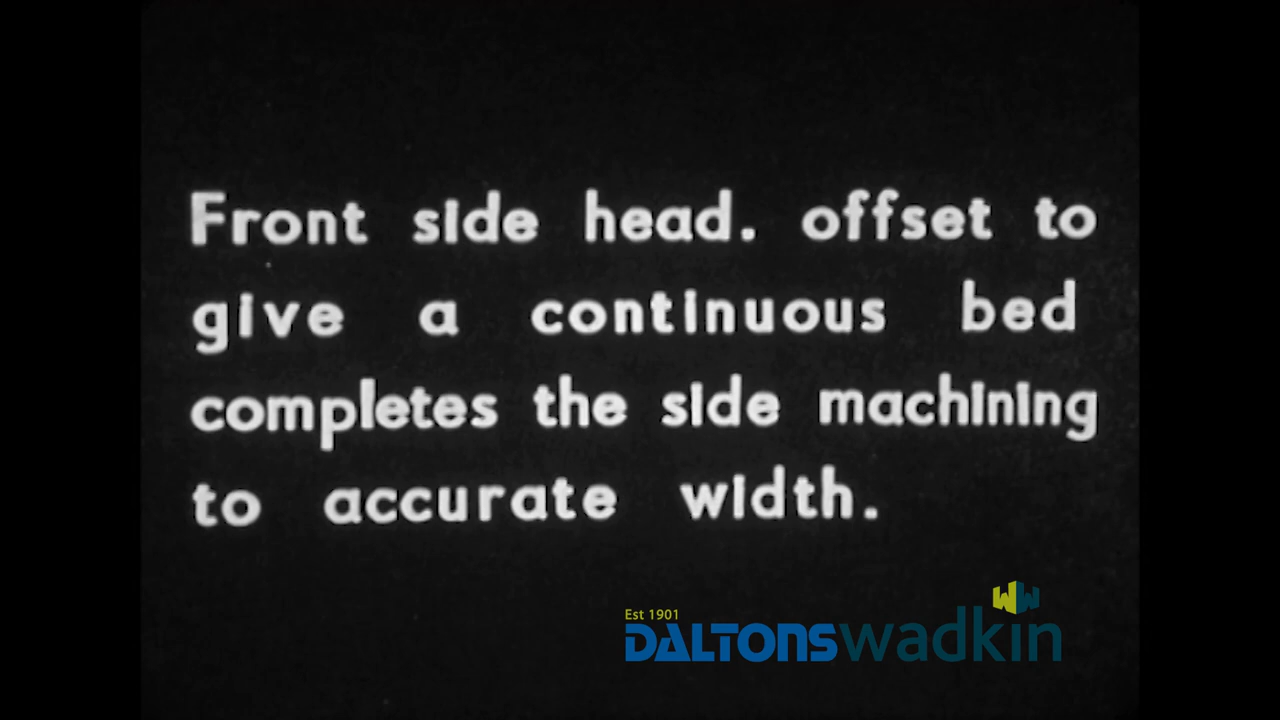 Front side head. offset to
give a continuous bed
completes the side machining
to accurate width.
Est 1901
DALTONSwadkin